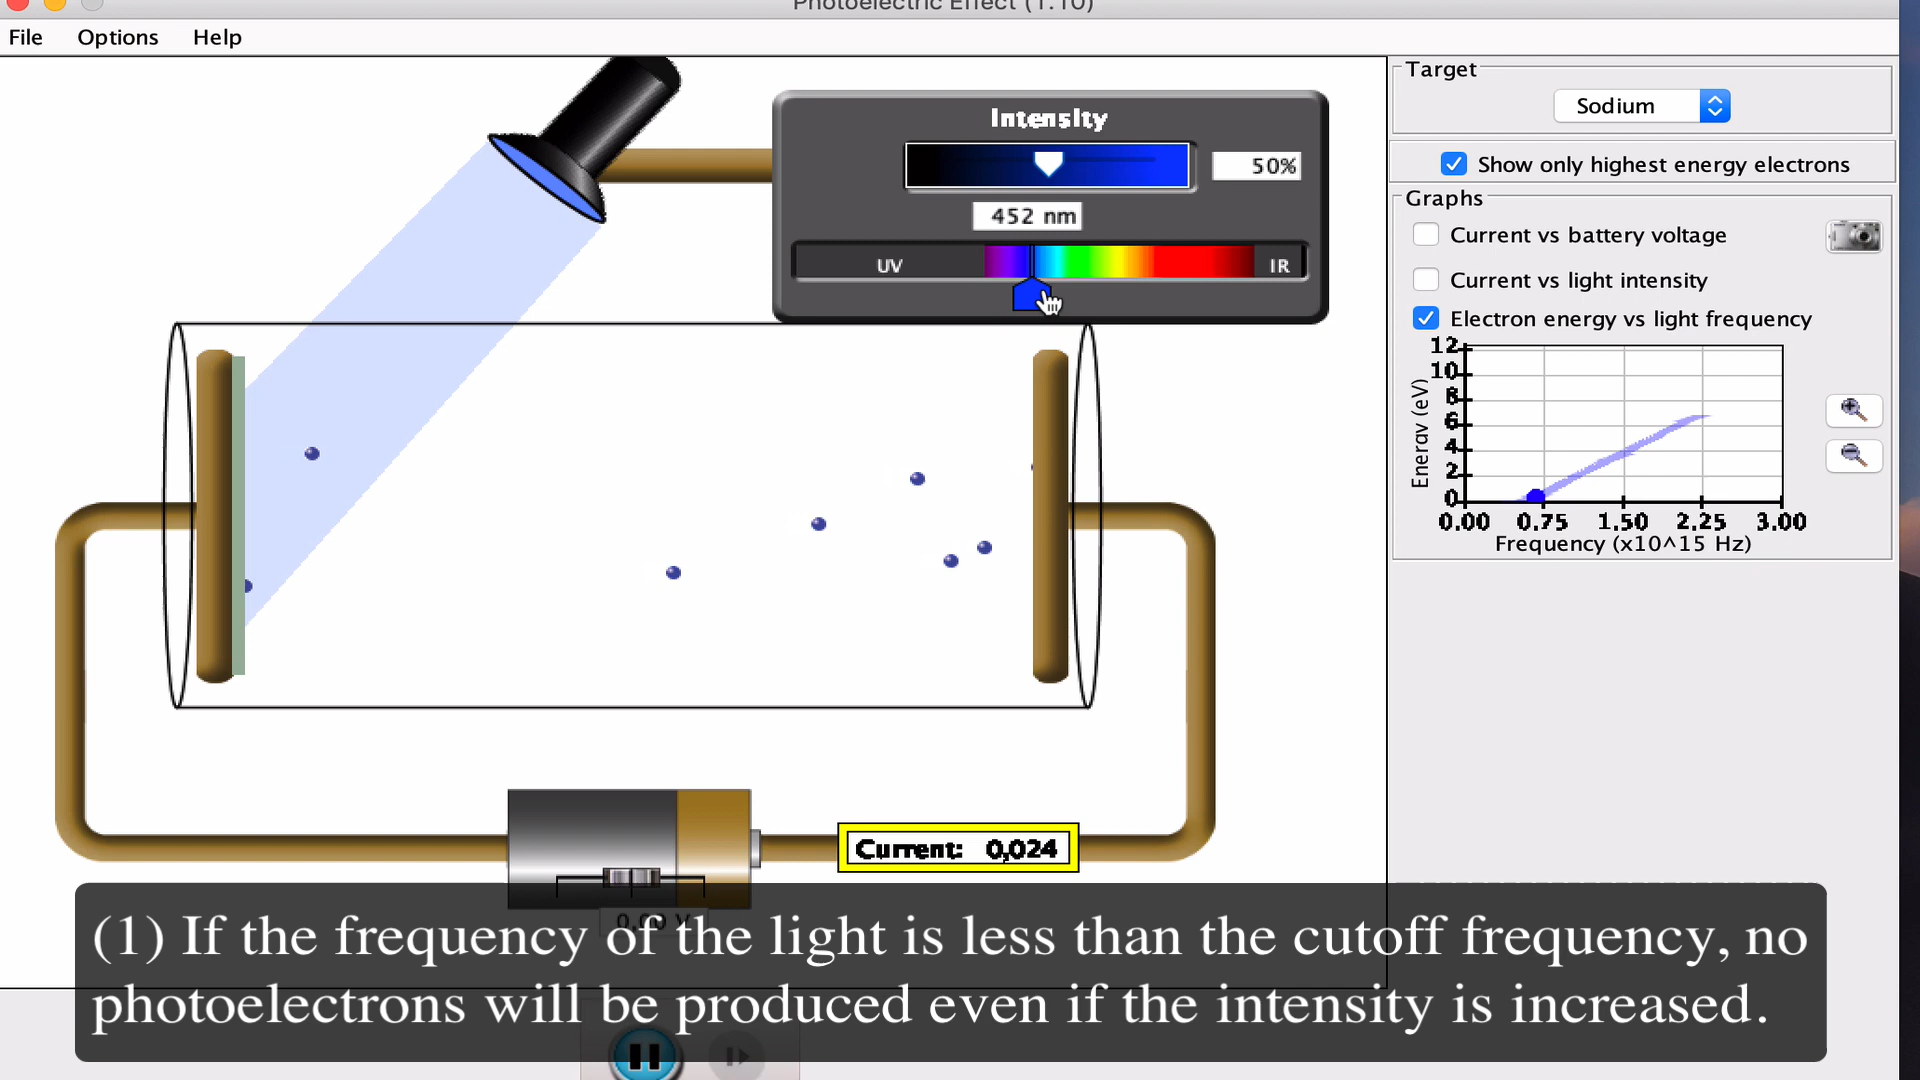 Photoelectric Effect (1.10)
File Options Help
Intensity
50%
452 nm
UV IR
Target
Sodium
Show only highest energy electrons
Graphs
Current vs battery voltage
Current vs light intensity
Electron energy vs light frequency
12
10
8
6
4
2
0
Energy (eV)
0.00 0.75 1.50 2.25 3.00
Frequency (x10^15 Hz)
Current: 0,024
0,00 V
(1) If the frequency of the light is less than the cutoff frequency, no
photoelectrons will be produced even if the intensity is increased.